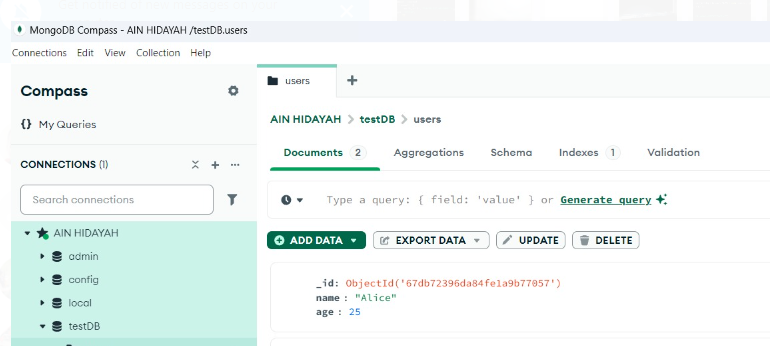 MongoDB Compass - AIN HIDAYAH /testDB.users
Connections Edit View Collection Help
Compass
{} My Queries
CONNECTIONS (1)
Search connections
AIN HIDAYAH
admin
config
local
testDB
users
AIN HIDAYAH > testDB > users
Documents 2 Aggregations Schema Indexes 1 Validation
Type a query: { field: 'value' } or Generate query
ADD DATA EXPORT DATA UPDATE DELETE
_id: ObjectId('67db72396da84fe1a9b77057')
name : "Alice"
age : 25